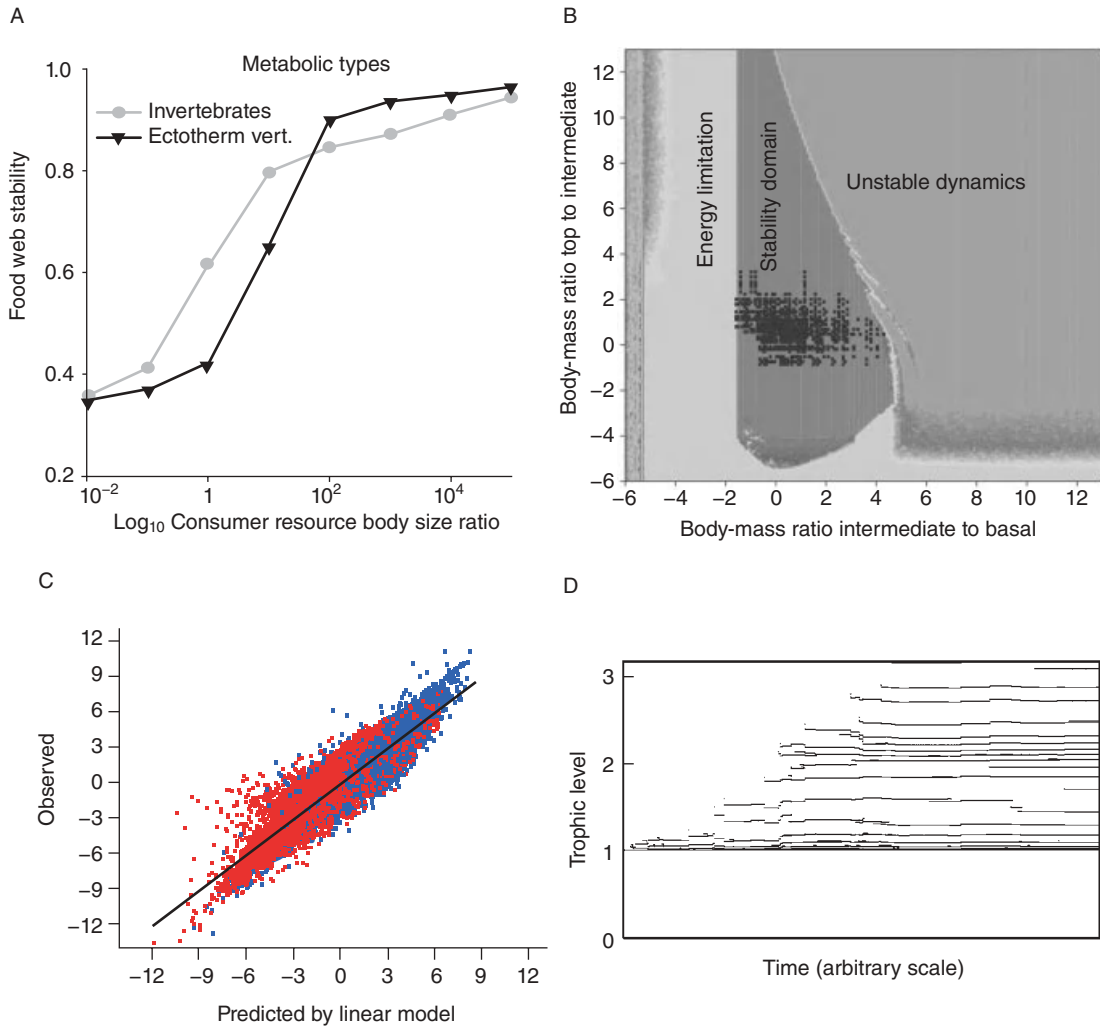 A
Metabolic types
Invertebrates
Ectotherm vert.
Food web stability
1.0
0.8
0.6
0.4
0.2
10⁻² 1 10² 10⁴
Log₁₀ Consumer resource body size ratio
B
Body-mass ratio top to intermediate
12
10
8
6
4
2
0
−2
−4
−6
Energy limitation
Stability domain
Unstable dynamics
−6 −4 −2 0 2 4 6 8 10 12
Body-mass ratio intermediate to basal
C
Observed
12
9
6
3
0
−3
−6
−9
−12
−12 −9 −6 −3 0 3 6 9 12
Predicted by linear model
D
Trophic level
3
2
1
0
Time (arbitrary scale)